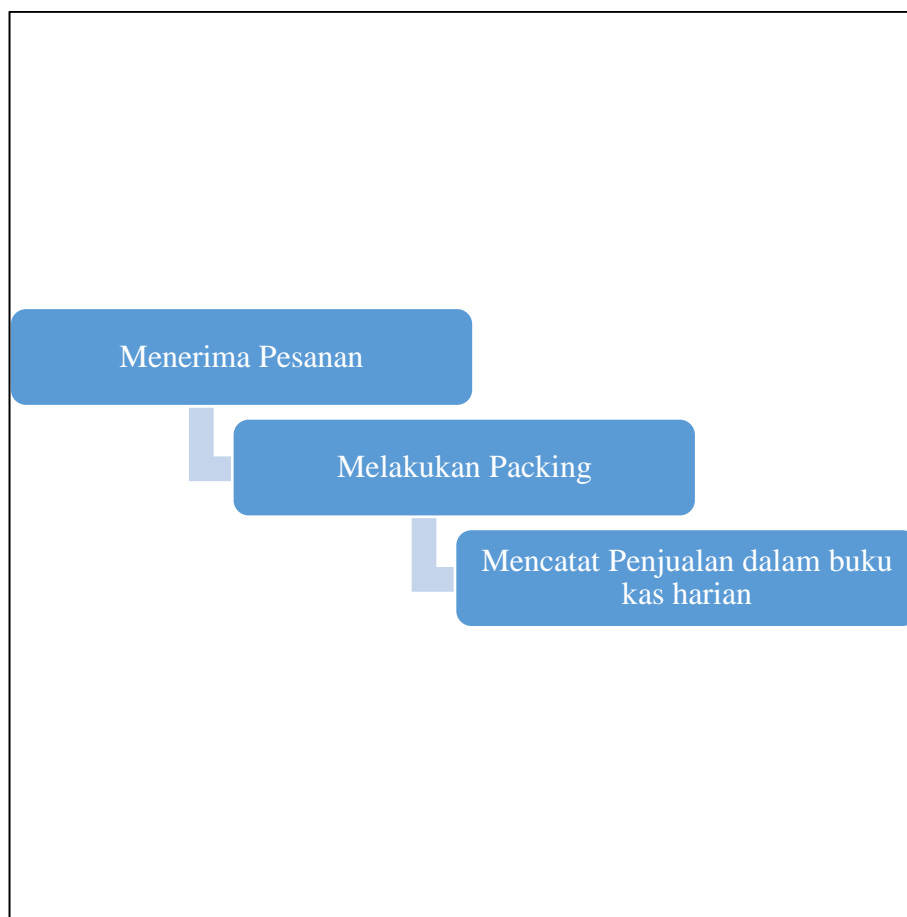 Menerima Pesanan
Melakukan Packing
Mencatat Penjualan dalam buku
kas harian